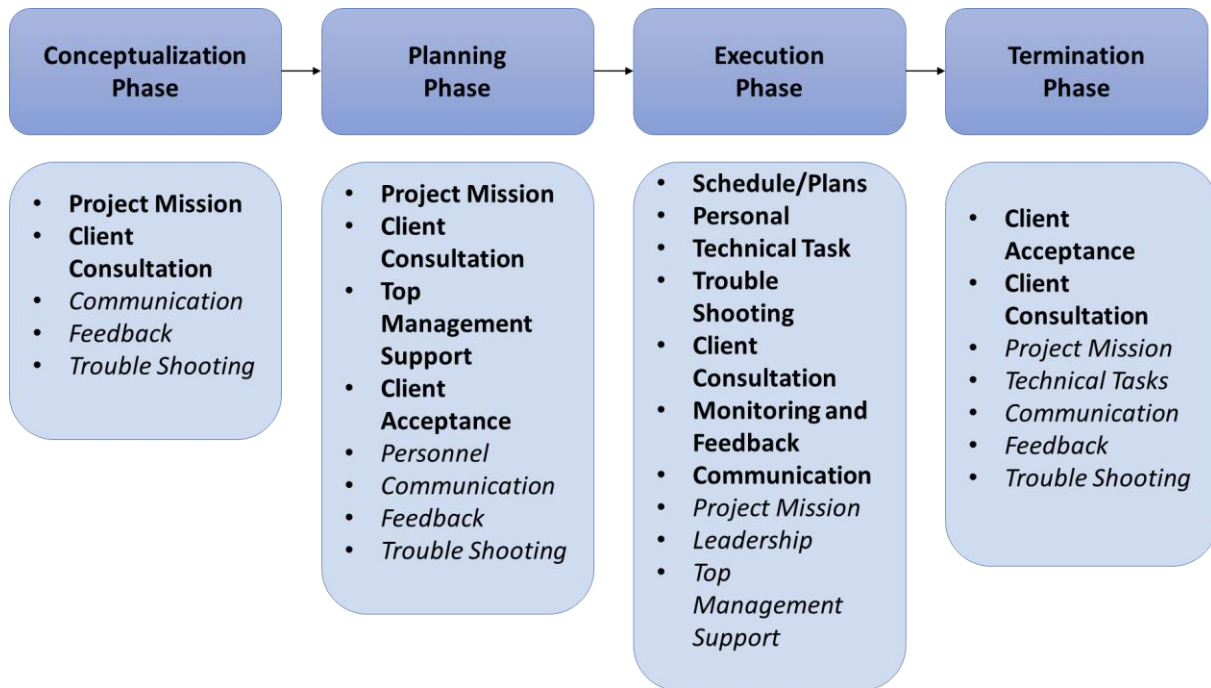 Conceptualization
Phase
Planning
Phase
Execution
Phase
Termination
Phase
• Project Mission
• Client
Consultation
• Communication
• Feedback
• Trouble Shooting
• Project Mission
• Client
Consultation
• Top
Management
Support
• Client
Acceptance
• Personnel
• Communication
• Feedback
• Trouble Shooting
• Schedule/Plans
• Personal
• Technical Task
• Trouble
Shooting
• Client
Consultation
• Monitoring and
Feedback
• Communication
• Project Mission
• Leadership
• Top
Management
Support
• Client
Acceptance
• Client
Consultation
• Project Mission
• Technical Tasks
• Communication
• Feedback
• Trouble Shooting